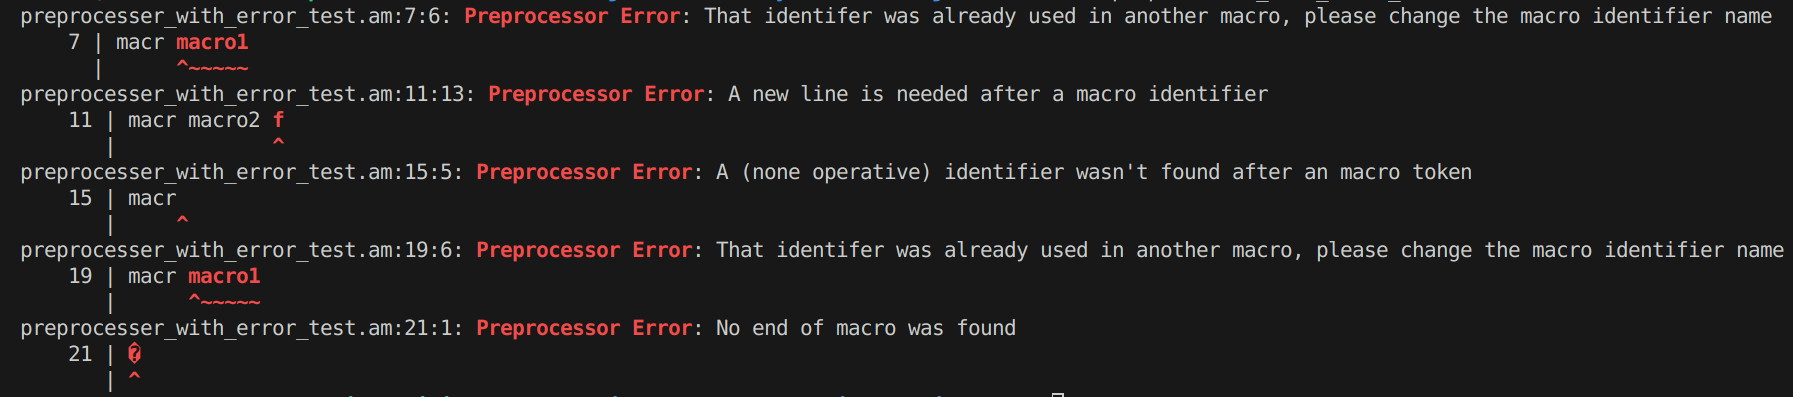 preprocesser_with_error_test.am:7:6: Preprocessor Error: That identifer was already used in another macro, please change the macro identifier name
7 | macr macro1
| ^~~~~~
preprocesser_with_error_test.am:11:13: Preprocessor Error: A new line is needed after a macro identifier
11 | macr macro2 f
| ^
preprocesser_with_error_test.am:15:5: Preprocessor Error: A (none operative) identifier wasn't found after an macro token
15 | macr
| ^
preprocesser_with_error_test.am:19:6: Preprocessor Error: That identifer was already used in another macro, please change the macro identifier name
19 | macr macro1
| ^~~~~~
preprocesser_with_error_test.am:21:1: Preprocessor Error: No end of macro was found
21 | �
| ^